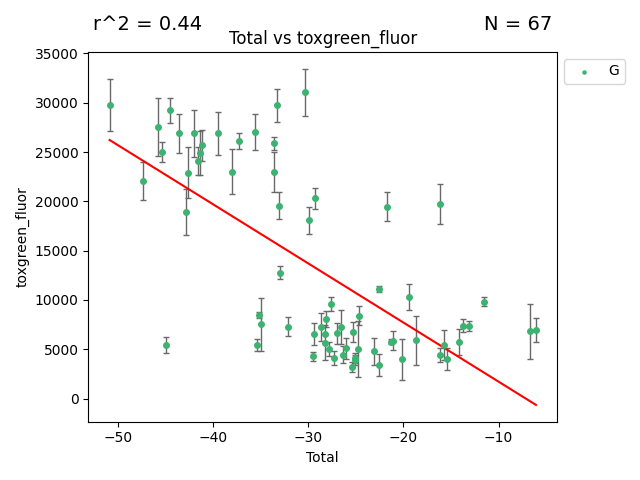 r^2 = 0.44 N = 67
Total vs toxgreen_fluor
35000
30000
25000
20000
15000
10000
5000
0
toxgreen_fluor
−50 −40 −30 −20 −10
Total
G